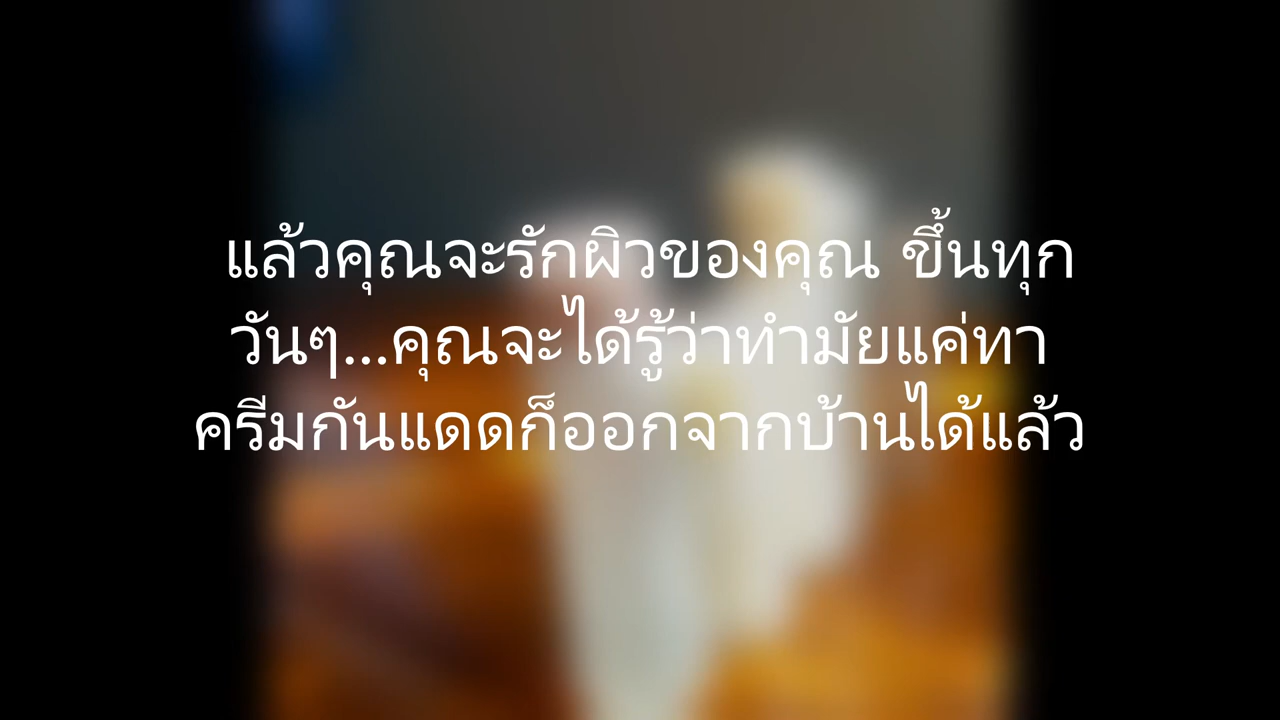 แล้วคุณจะรักผิวของคุณ ขึ้นทุก
วันๆ...คุณจะได้รู้ว่าทำมัยแค่ทา
ครีมกันแดดก็ออกจากบ้านได้แล้ว